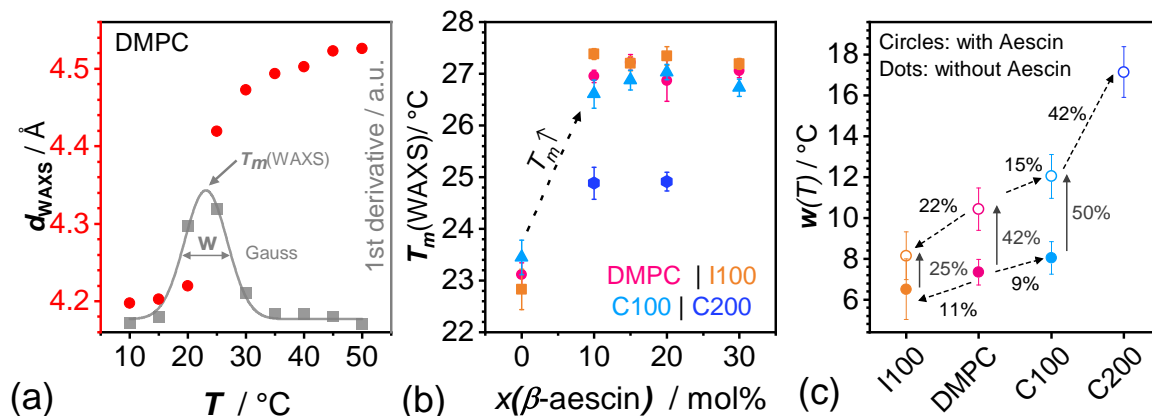 DMPC
4.5
4.4
4.3
4.2
d_WAXS / Å
T_m(WAXS)
w
Gauss
1st derivative / a.u.
10 20 30 40 50
T / °C
(a)
28
27
26
25
24
23
22
T_m(WAXS)/ °C
T_m↑
DMPC | I100
C100 | C200
0 10 20 30
x(β-aescin) / mol%
(b)
Circles: with Aescin
Dots: without Aescin
18
16
14
12
10
8
6
w(T) / °C
42%
15%
22%
50%
42%
25%
9%
11%
I100 DMPC C100 C200
(c)